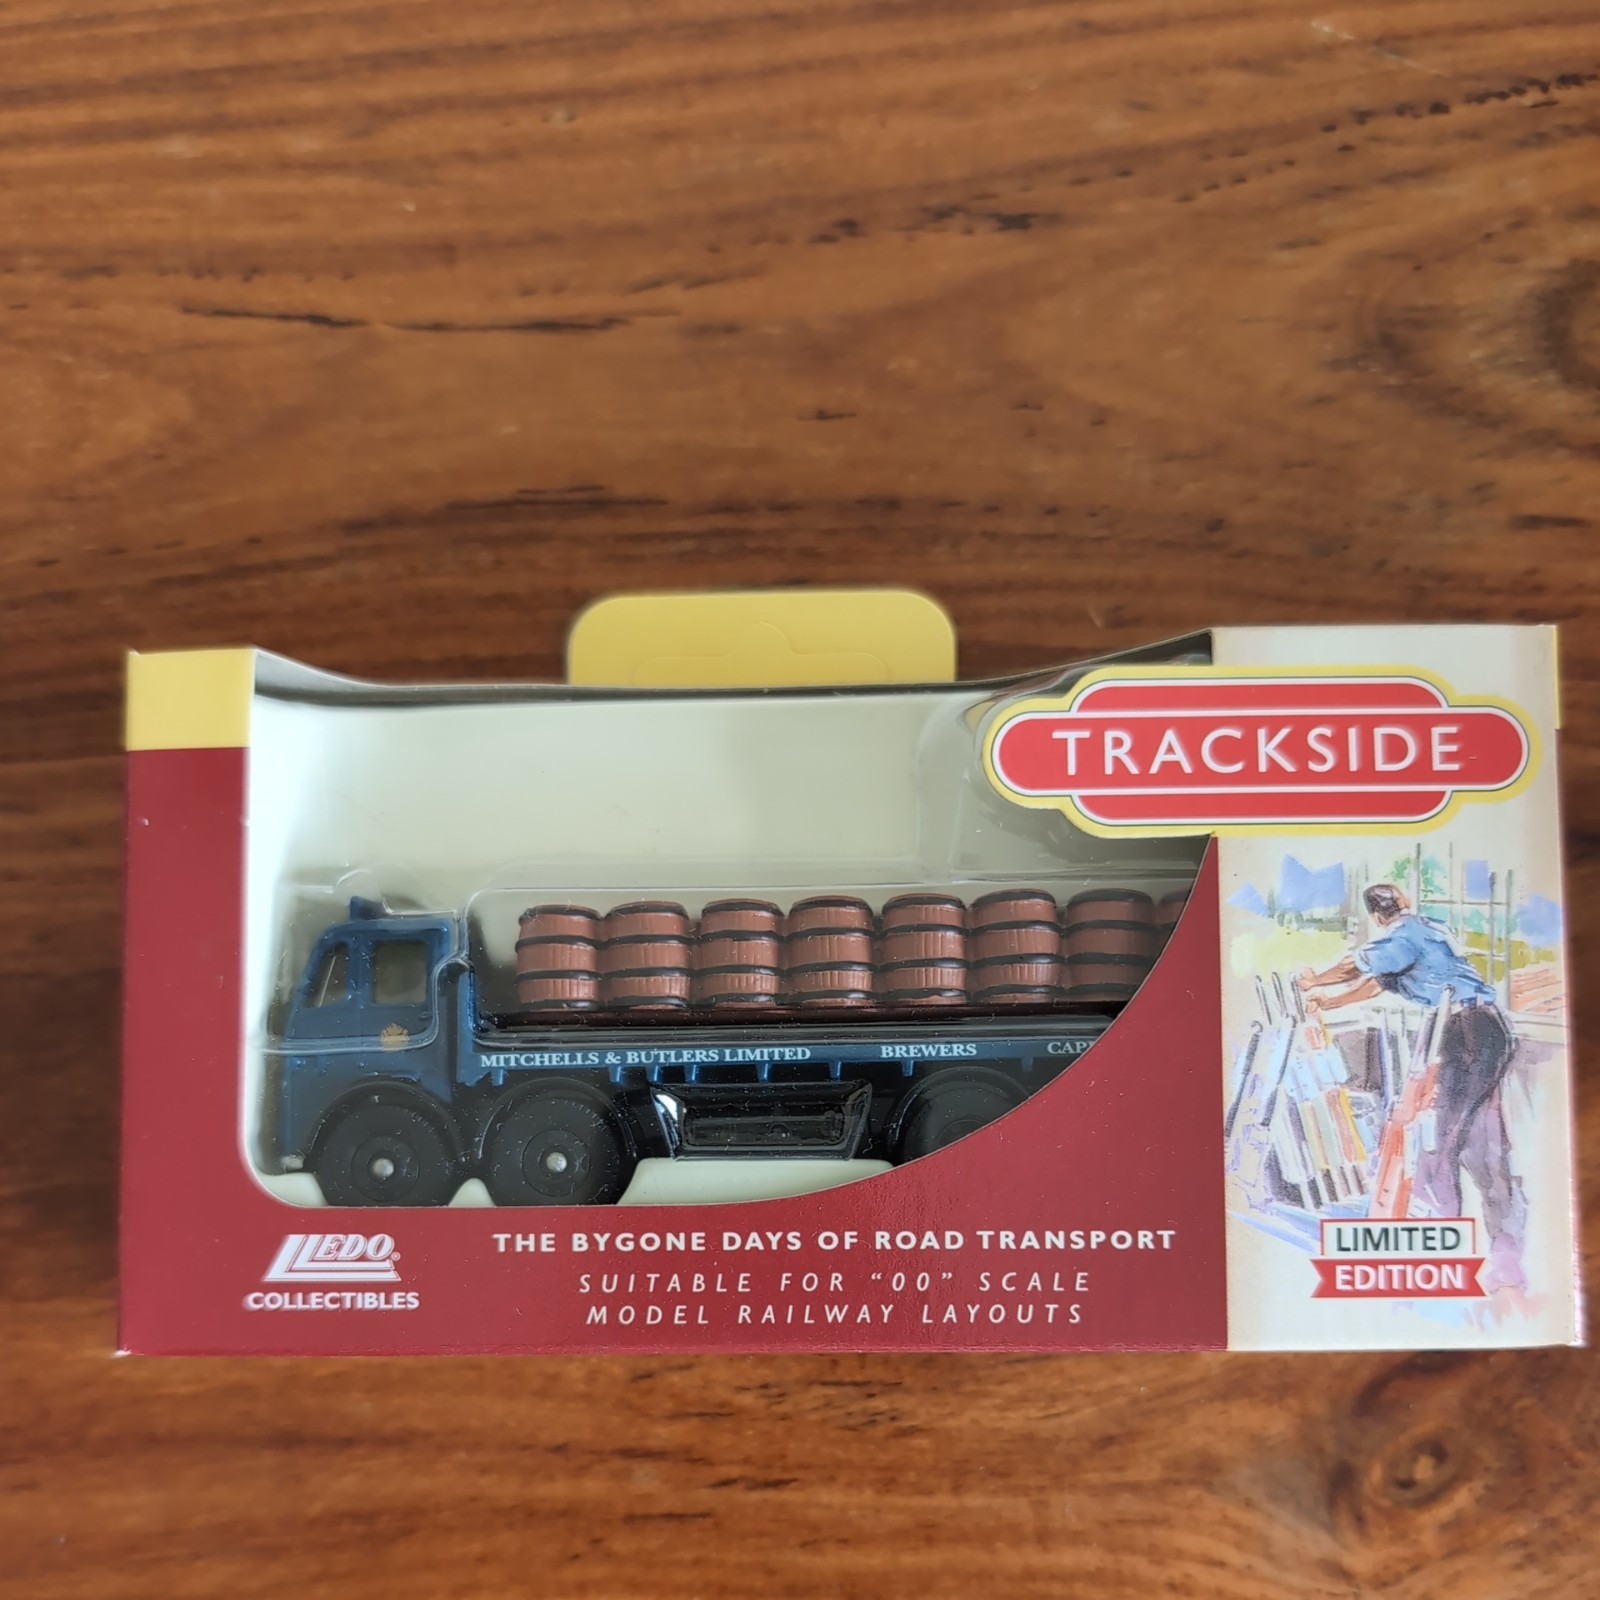 TRACKSIDE
MITCHELLS & BUTLERS LIMITED BREWERS
LLEDO®
COLLECTIBLES
THE BYGONE DAYS OF ROAD TRANSPORT
SUITABLE FOR “00” SCALE
MODEL RAILWAY LAYOUTS
LIMITED
EDITION